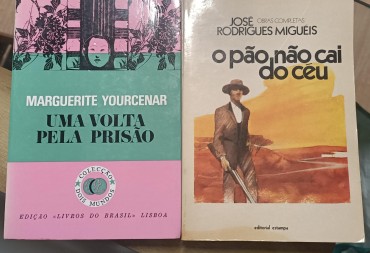 MARGUERITE YOURCENAR
UMA VOLTA
PELA PRISÃO
COLECÇÃO
DOIS MUNDOS
EDIÇÃO «LIVROS DO BRASIL» LISBOA
OBRAS COMPLETAS
JOSÉ
RODRIGUES MIGUÉIS
o pão não cai
do céu
editorial estampa